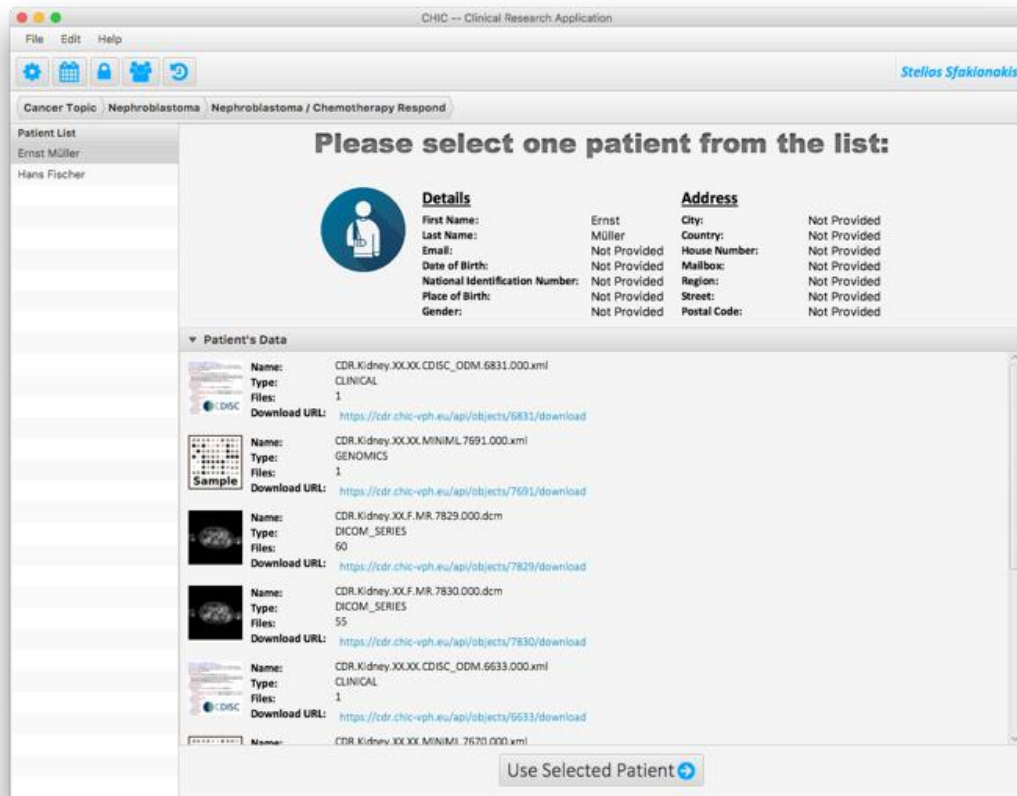 CHIC -- Clinical Research Application
File Edit Help
Stelios Sfakianakis
Cancer Topic Nephroblastoma Nephroblastoma / Chemotherapy Respond
Patient List
Ernst Müller
Hans Fischer
Please select one patient from the list:
Details
First Name: Ernst
Last Name: Müller
Email: Not Provided
Date of Birth: Not Provided
National Identification Number: Not Provided
Place of Birth: Not Provided
Gender: Not Provided
Address
City: Not Provided
Country: Not Provided
House Number: Not Provided
Mailbox: Not Provided
Region: Not Provided
Street: Not Provided
Postal Code: Not Provided
Patient's Data
CDISC
Name: CDR.Kidney.XX.XX.CDISC_ODM.6831.000.xml
Type: CLINICAL
Files: 1
Download URL: https://cdr.chic-vph.eu/api/objects/6831/download
Sample
Name: CDR.Kidney.XX.XX.MINiML.7691.000.xml
Type: GENOMICS
Files: 1
Download URL: https://cdr.chic-vph.eu/api/objects/7691/download
Name: CDR.Kidney.XX.F.MR.7829.000.dcm
Type: DICOM_SERIES
Files: 60
Download URL: https://cdr.chic-vph.eu/api/objects/7829/download
Name: CDR.Kidney.XX.F.MR.7830.000.dcm
Type: DICOM_SERIES
Files: 55
Download URL: https://cdr.chic-vph.eu/api/objects/7830/download
CDISC
Name: CDR.Kidney.XX.XX.CDISC_ODM.6633.000.xml
Type: CLINICAL
Files: 1
Download URL: https://cdr.chic-vph.eu/api/objects/6633/download
Name: CDR.Kidney.XX.XX.MINiML.7670.000.xml
Use Selected Patient